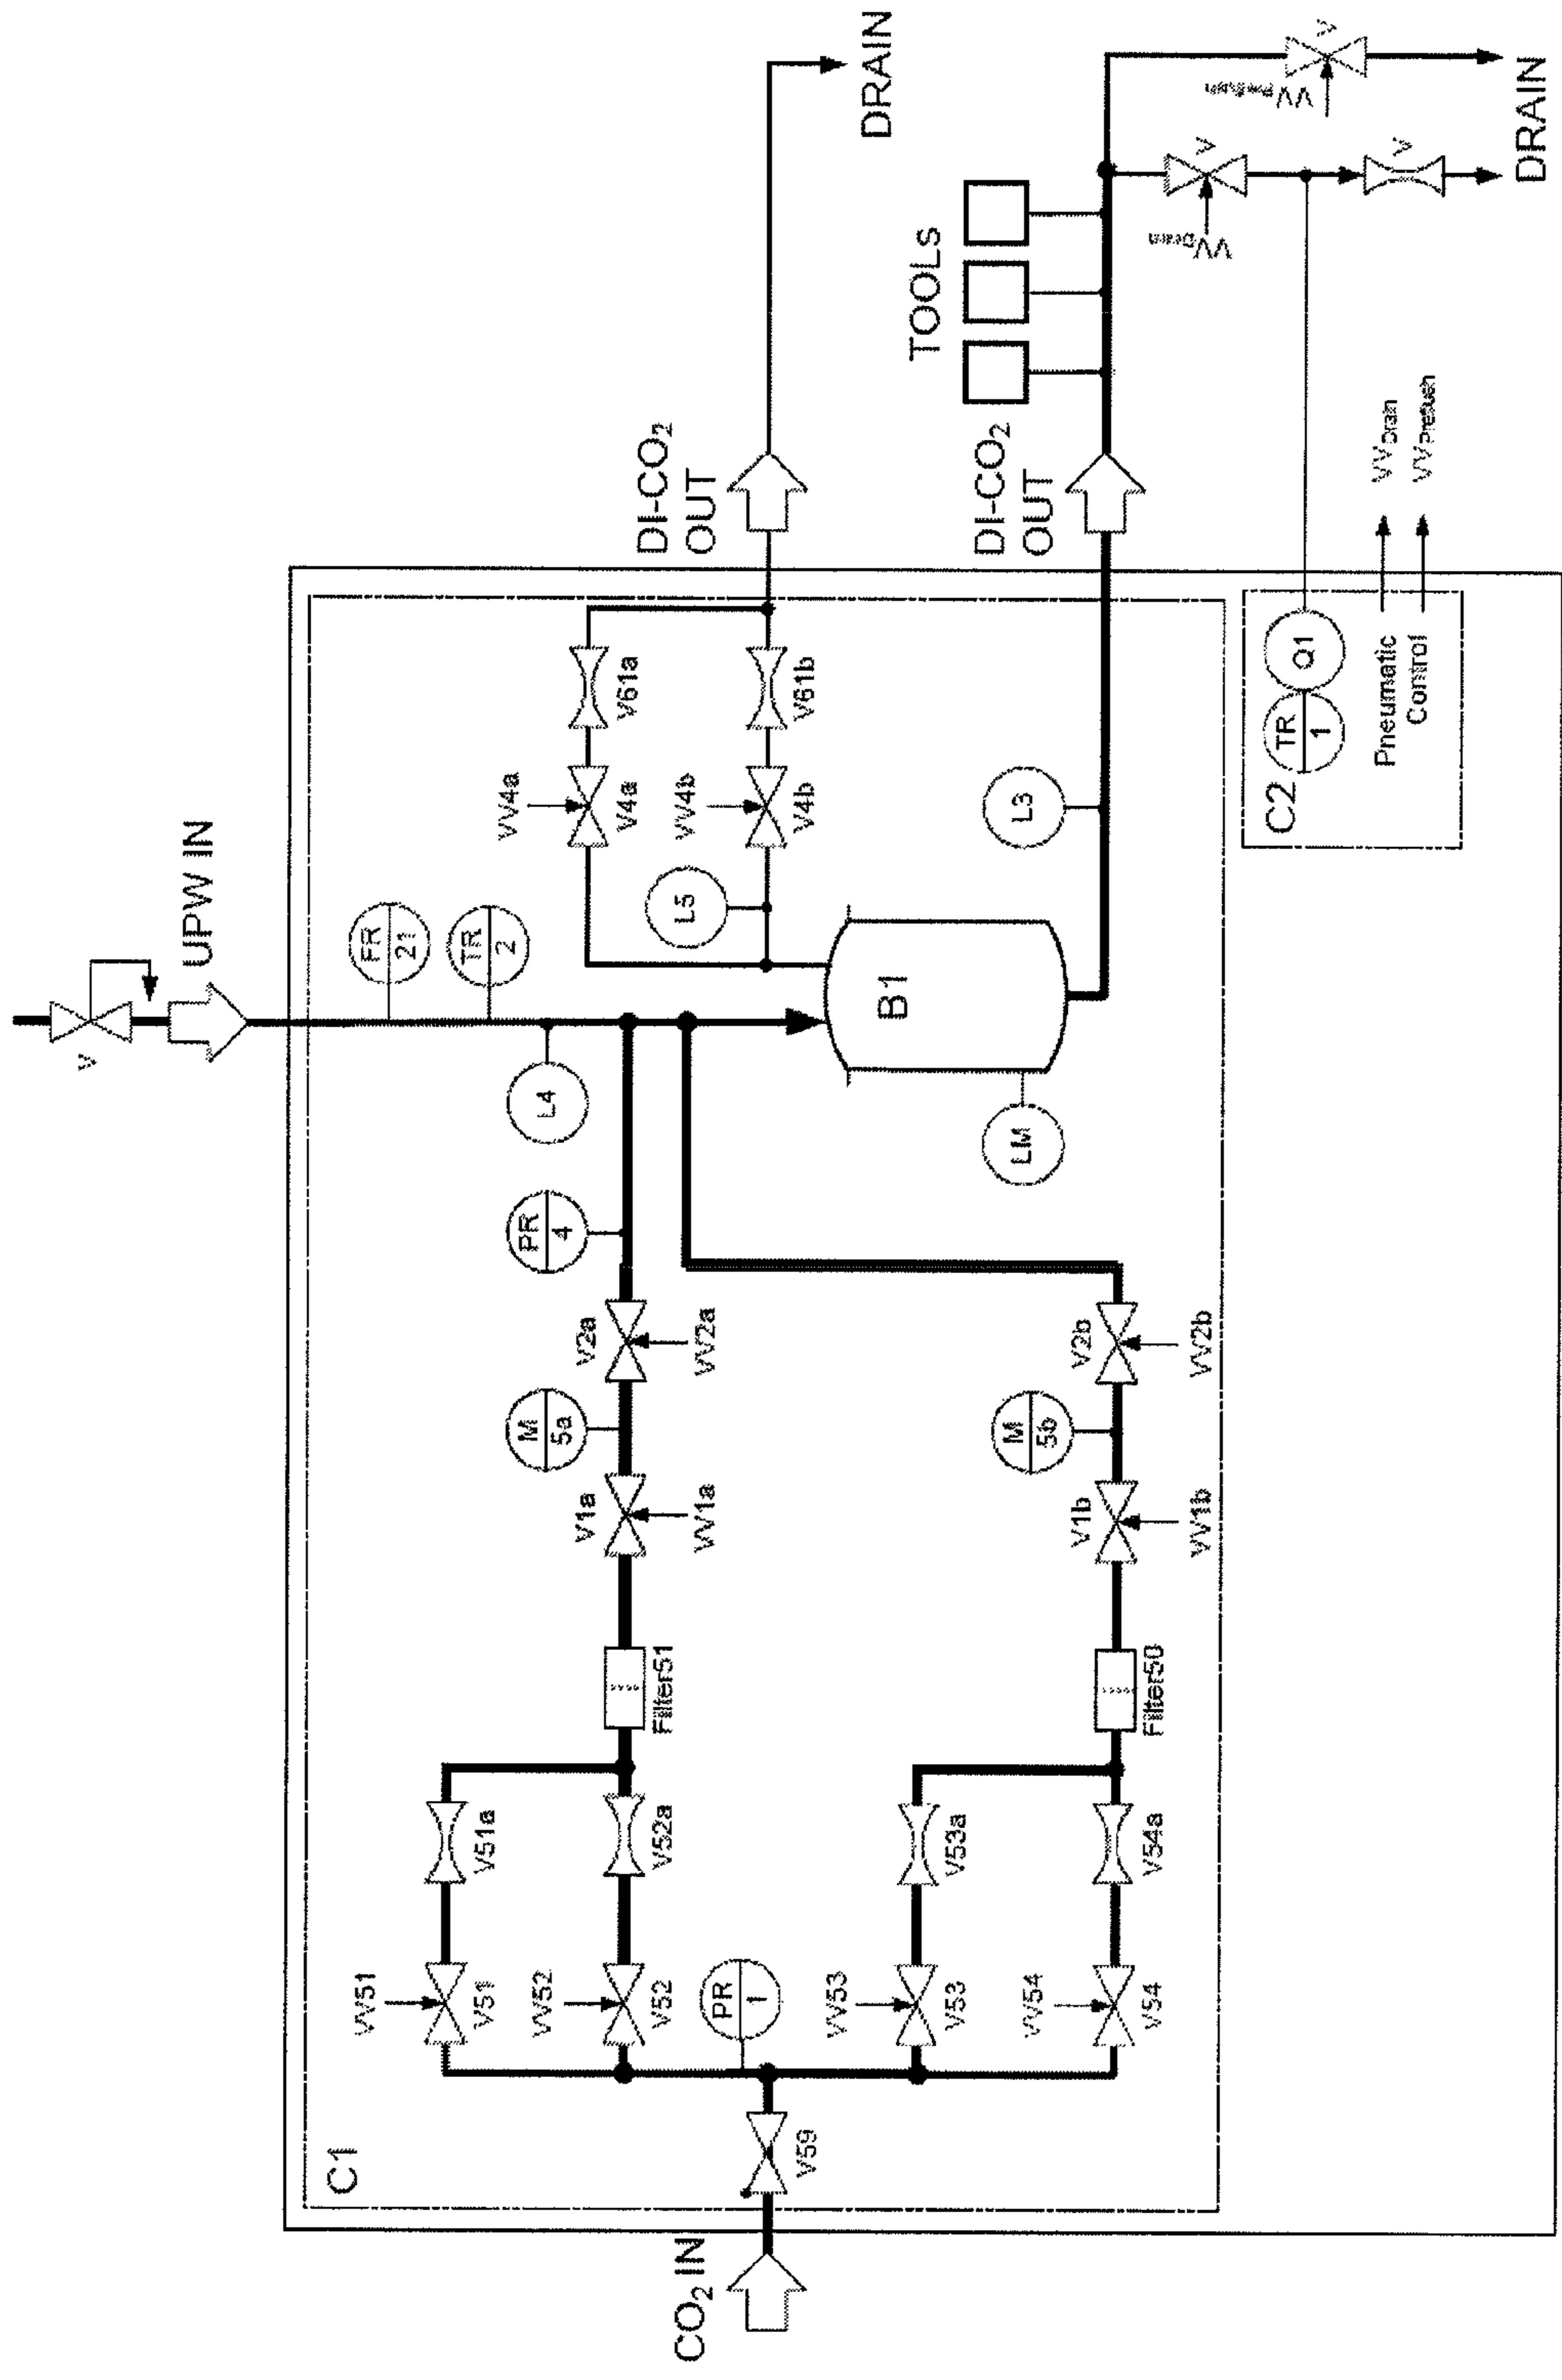 V
UPW IN
FR
21
TR
2
L4
PR
4
DI-CO2
OUT
DRAIN
VV4a
V4a
V61a
VV4b
V4b
V61b
L5
B1
LM
L3
DI-CO2
OUT
TOOLS
VVDrain
V
VVPreflush
V
V
DRAIN
C1
CO2 IN
V59
PR
1
VV51
V51
V51a
VV52
V52
V52a
VV53
V53
V53a
VV54
V54
V54a
Filter51
V1a
VV1a
M
5a
V2a
VV2a
Filter50
V1b
VV1b
M
5b
V2b
VV2b
C2
TR
1
Q1
Pneumatic
Control
VVDrain